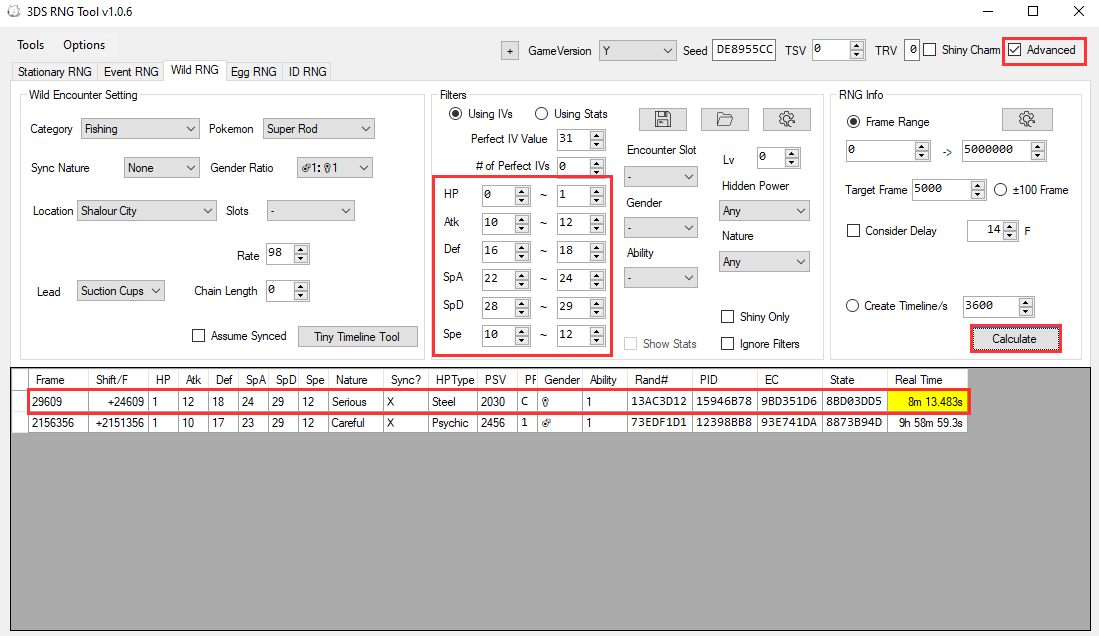 3DS RNG Tool v1.0.6
Tools Options
+ GameVersion Y Seed DE8955CC TSV 0 TRV 0 Shiny Charm Advanced
Stationary RNG Event RNG Wild RNG Egg RNG ID RNG
Wild Encounter Setting
Category Fishing Pokemon Super Rod
Sync Nature None Gender Ratio ♂1:♀1
Location Shalour City Slots -
Rate 98
Lead Suction Cups Chain Length 0
Assume Synced Tiny Timeline Tool
Filters
Using IVs Using Stats
Perfect IV Value 31
# of Perfect IVs 0
HP 0 ~ 1
Atk 10 ~ 12
Def 16 ~ 18
SpA 22 ~ 24
SpD 28 ~ 29
Spe 10 ~ 12
Encounter Slot
-
Gender
-
Ability
-
Show Stats
Lv 0
Hidden Power
Any
Nature
Any
Shiny Only
Ignore Filters
RNG Info
Frame Range
0 -> 5000000
Target Frame 5000 ±100 Frame
Consider Delay 14 F
Create Timeline/s 3600
Calculate
Frame Shift/F HP Atk Def SpA SpD Spe Nature Sync? HPType PSV Gender Ability Rand# PID EC State Real Time
29609 +24609 1 12 18 24 29 12 Serious X Steel 2030 C ♀ 1 13AC3D12 15946B78 9BD351D6 8BD03DD5 8m 13.483s
2156356 +2151356 1 10 17 23 29 12 Careful X Psychic 2456 1 ♂ 1 73EDF1D1 12398BB8 93E741DA 8873B94D 9h 58m 59.3s